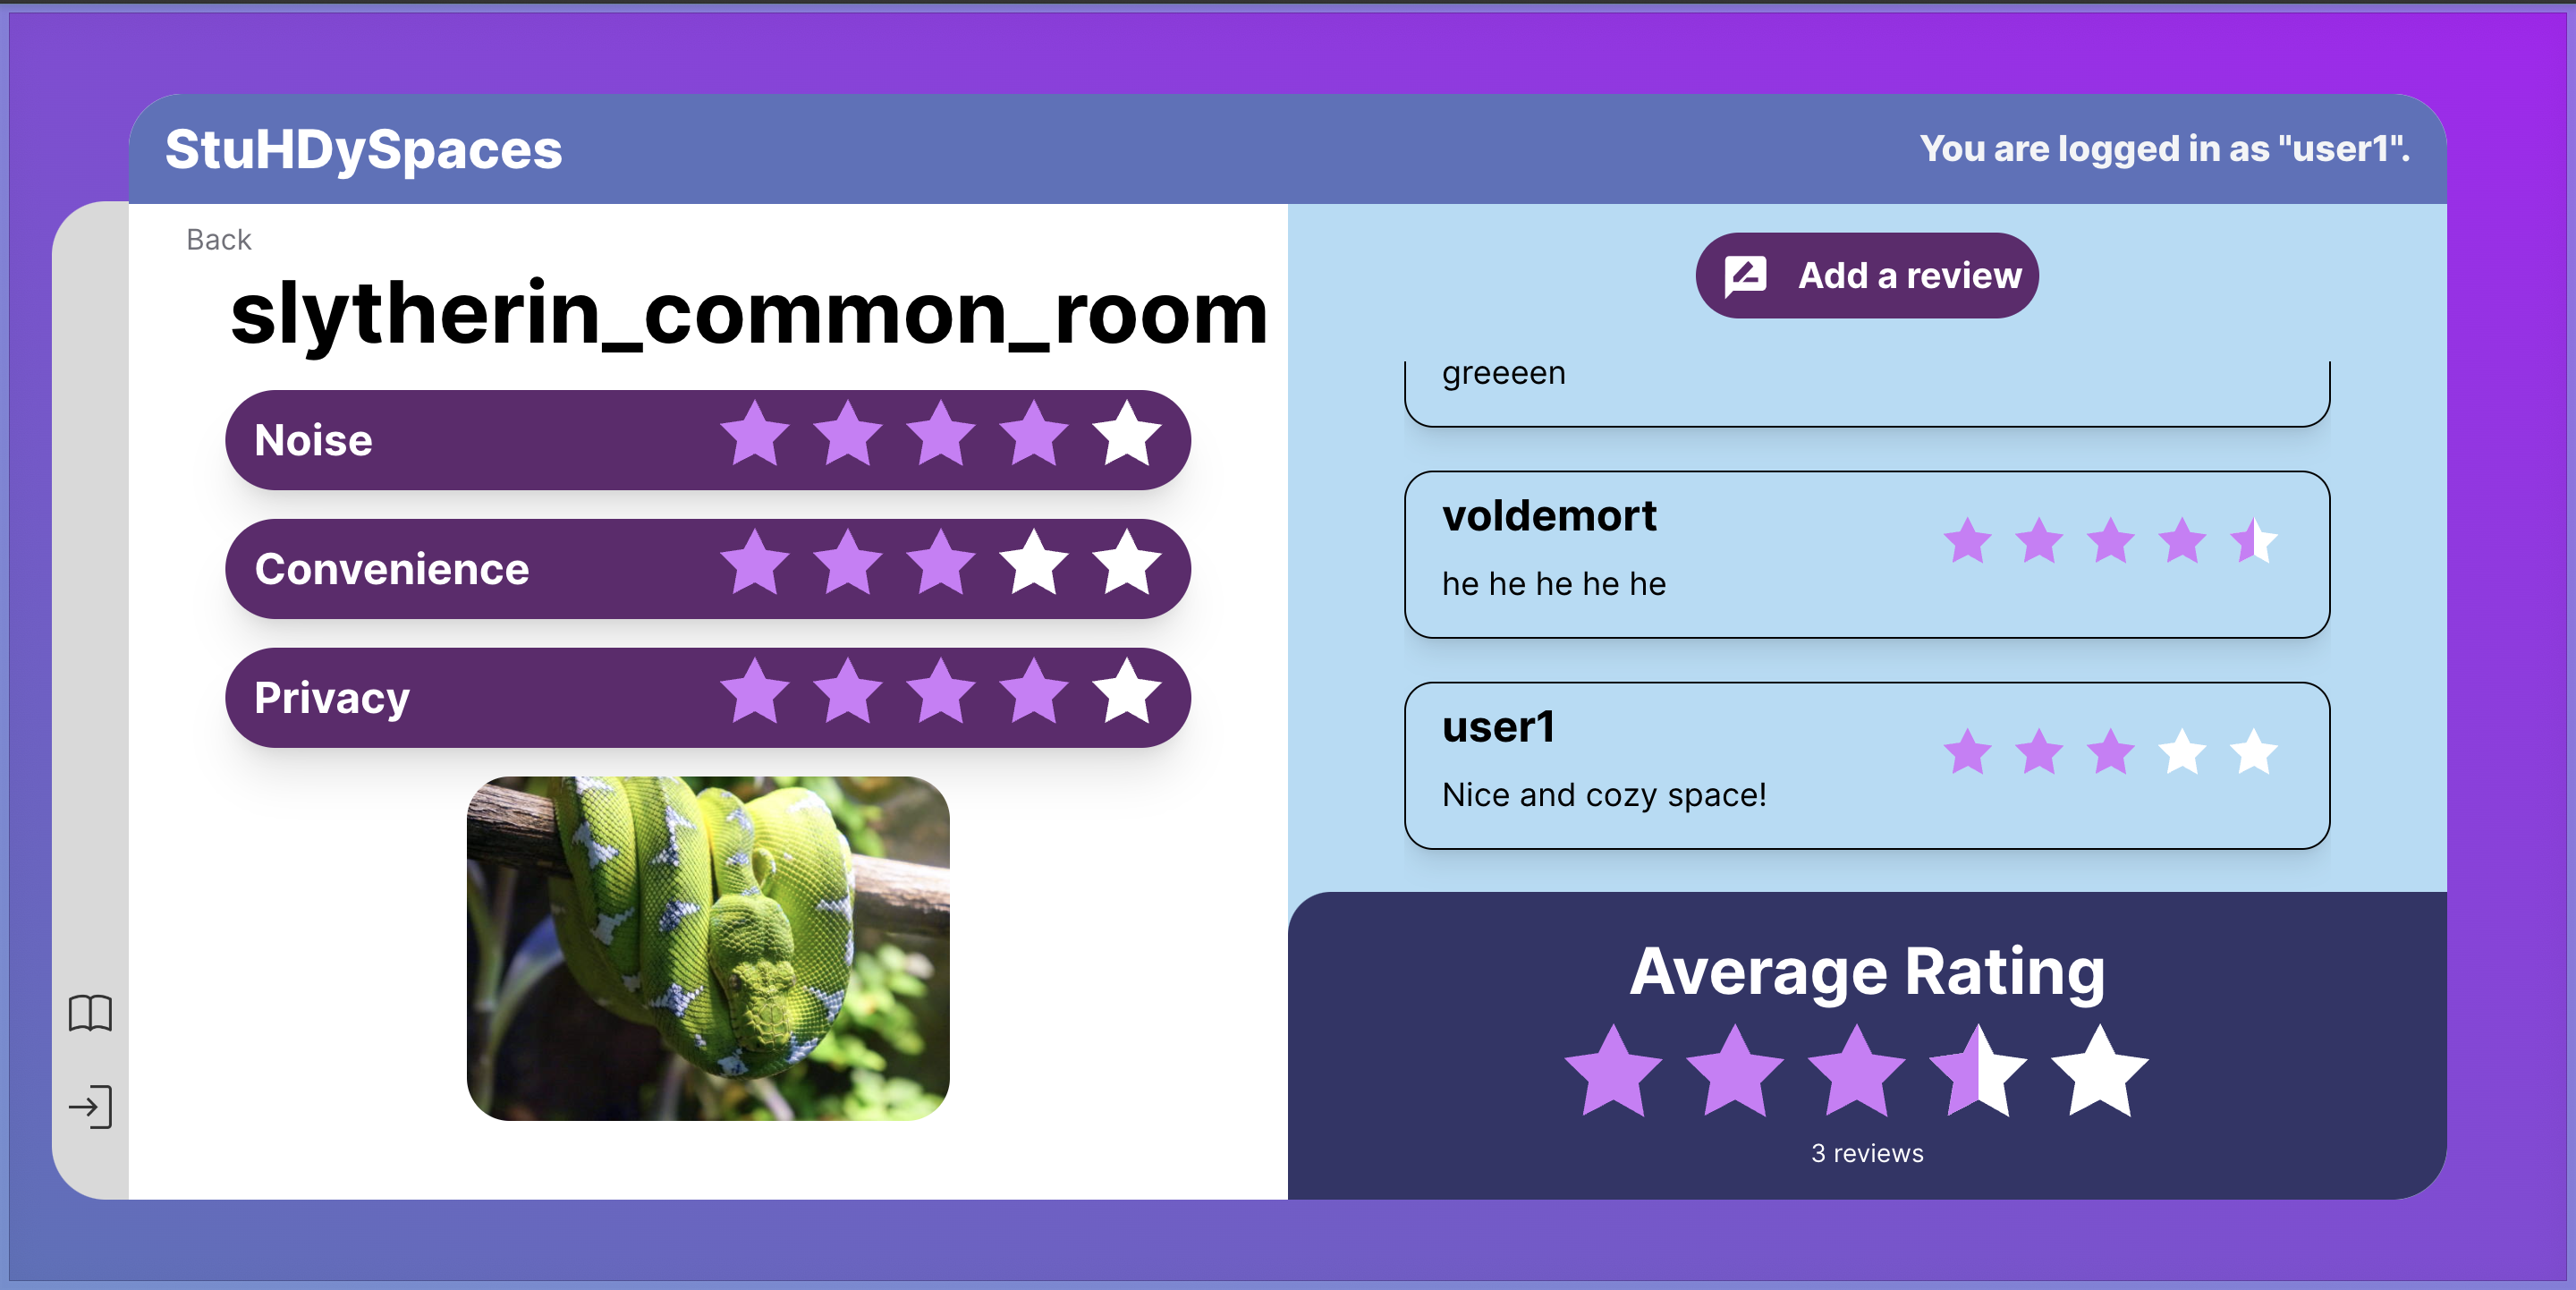 StuHDySpaces
You are logged in as "user1".
Back
slytherin_common_room
Noise
Convenience
Privacy
Add a review
greeeen
voldemort
he he he he he
user1
Nice and cozy space!
Average Rating
3 reviews